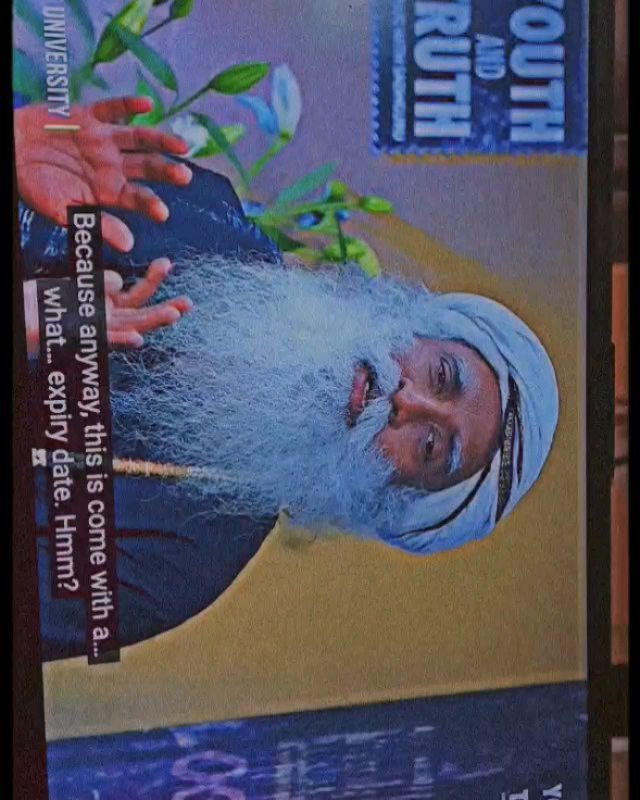 YOUTH
AND
TRUTH
UNIVERSITY
Because anyway, this is come with a...
what... expiry date. Hmm?